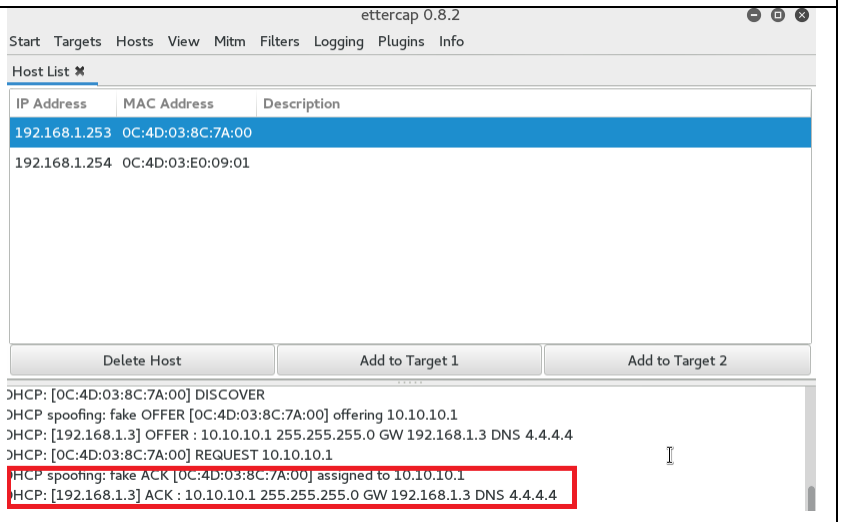 ettercap 0.8.2
Start Targets Hosts View Mitm Filters Logging Plugins Info
Host List ✖
IP Address MAC Address Description
192.168.1.253 0C:4D:03:8C:7A:00
192.168.1.254 0C:4D:03:E0:09:01
Delete Host Add to Target 1 Add to Target 2
DHCP: [0C:4D:03:8C:7A:00] DISCOVER
DHCP spoofing: fake OFFER [0C:4D:03:8C:7A:00] offering 10.10.10.1
DHCP: [192.168.1.3] OFFER : 10.10.10.1 255.255.255.0 GW 192.168.1.3 DNS 4.4.4.4
DHCP: [0C:4D:03:8C:7A:00] REQUEST 10.10.10.1
DHCP spoofing: fake ACK [0C:4D:03:8C:7A:00] assigned to 10.10.10.1
DHCP: [192.168.1.3] ACK : 10.10.10.1 255.255.255.0 GW 192.168.1.3 DNS 4.4.4.4